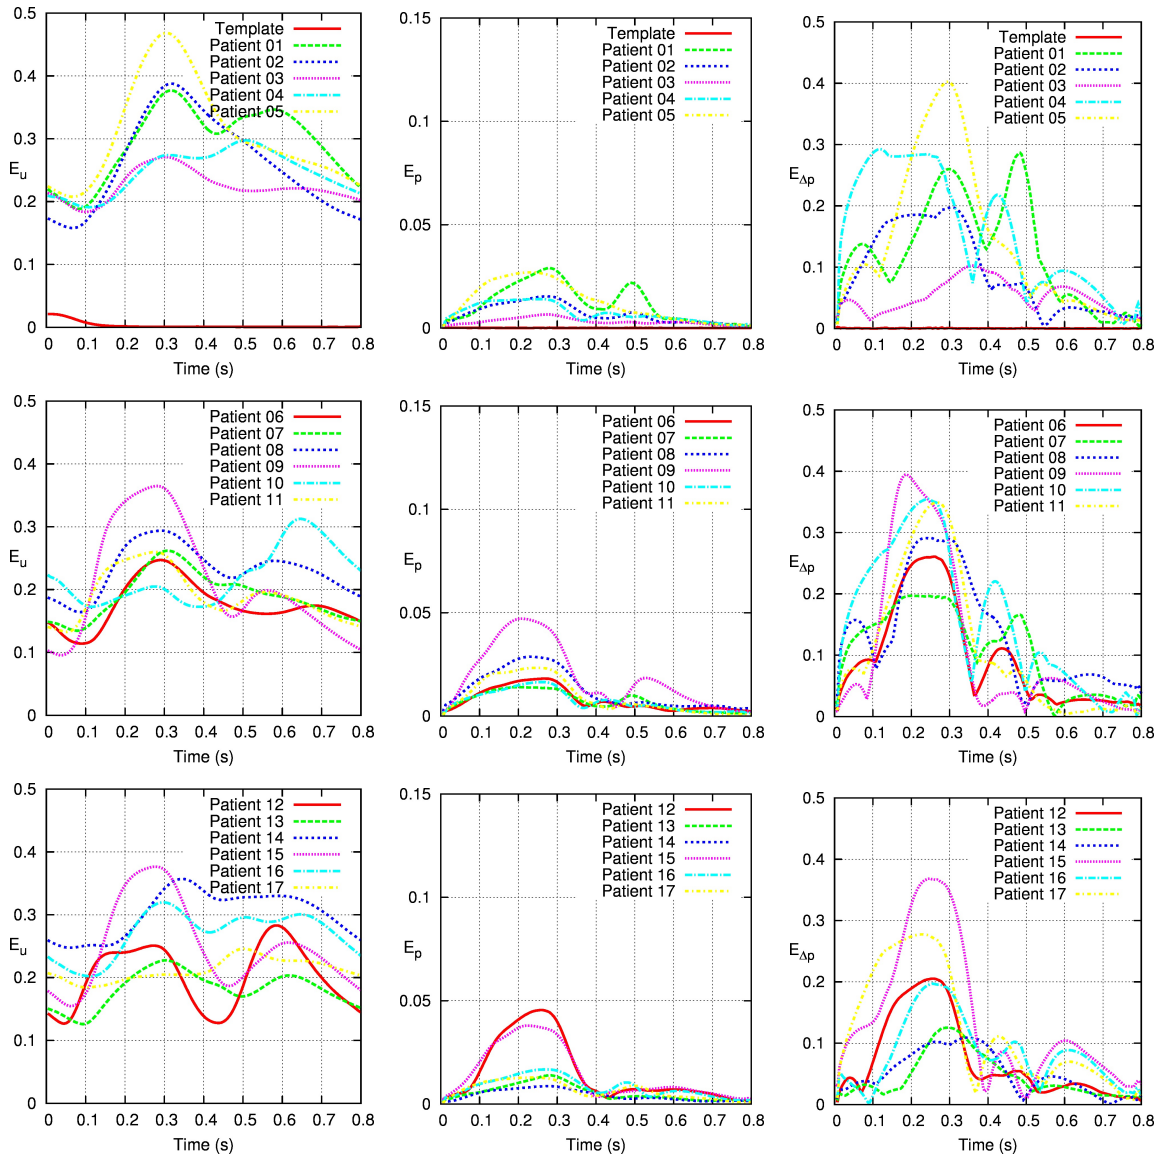 0.5
0.4
0.3
0.2
0.1
0
E_u
Template
Patient 01
Patient 02
Patient 03
Patient 04
Patient 05
0 0.1 0.2 0.3 0.4 0.5 0.6 0.7 0.8
Time (s)
0.15
0.1
0.05
0
E_p
Template
Patient 01
Patient 02
Patient 03
Patient 04
Patient 05
0 0.1 0.2 0.3 0.4 0.5 0.6 0.7 0.8
Time (s)
0.5
0.4
0.3
0.2
0.1
0
E_Δp
Template
Patient 01
Patient 02
Patient 03
Patient 04
Patient 05
0 0.1 0.2 0.3 0.4 0.5 0.6 0.7 0.8
Time (s)
0.5
0.4
0.3
0.2
0.1
0
E_u
Patient 06
Patient 07
Patient 08
Patient 09
Patient 10
Patient 11
0 0.1 0.2 0.3 0.4 0.5 0.6 0.7 0.8
Time (s)
0.15
0.1
0.05
0
E_p
Patient 06
Patient 07
Patient 08
Patient 09
Patient 10
Patient 11
0 0.1 0.2 0.3 0.4 0.5 0.6 0.7 0.8
Time (s)
0.5
0.4
0.3
0.2
0.1
0
E_Δp
Patient 06
Patient 07
Patient 08
Patient 09
Patient 10
Patient 11
0 0.1 0.2 0.3 0.4 0.5 0.6 0.7 0.8
Time (s)
0.5
0.4
0.3
0.2
0.1
0
E_u
Patient 12
Patient 13
Patient 14
Patient 15
Patient 16
Patient 17
0 0.1 0.2 0.3 0.4 0.5 0.6 0.7 0.8
Time (s)
0.15
0.1
0.05
0
E_p
Patient 12
Patient 13
Patient 14
Patient 15
Patient 16
Patient 17
0 0.1 0.2 0.3 0.4 0.5 0.6 0.7 0.8
Time (s)
0.5
0.4
0.3
0.2
0.1
0
E_Δp
Patient 12
Patient 13
Patient 14
Patient 15
Patient 16
Patient 17
0 0.1 0.2 0.3 0.4 0.5 0.6 0.7 0.8
Time (s)